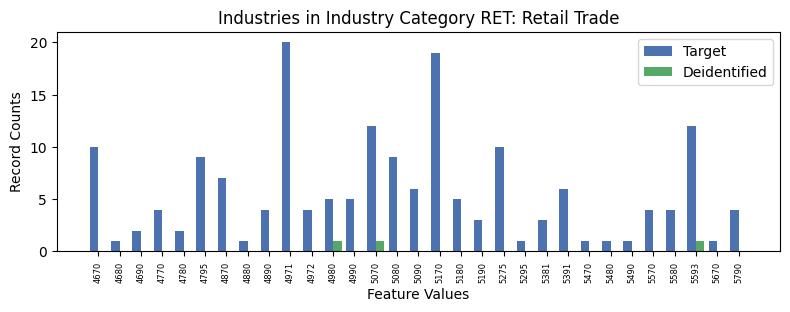 Industries in Industry Category RET: Retail Trade
Target
Deidentified
20
15
10
5
0
Record Counts
4670 4680 4690 4770 4780 4795 4870 4880 4890 4971 4972 4980 4990 5070 5080 5090 5170 5180 5190 5275 5295 5381 5391 5470 5480 5490 5570 5580 5593 5670 5790
Feature Values